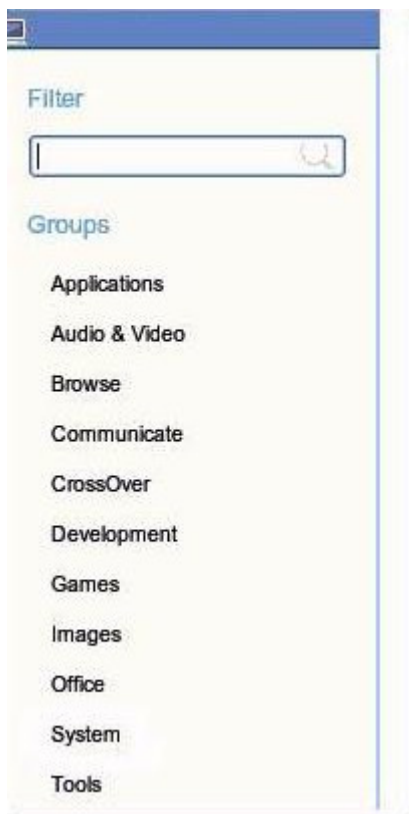 Filter
Groups
Applications
Audio & Video
Browse
Communicate
CrossOver
Development
Games
Images
Office
System
Tools